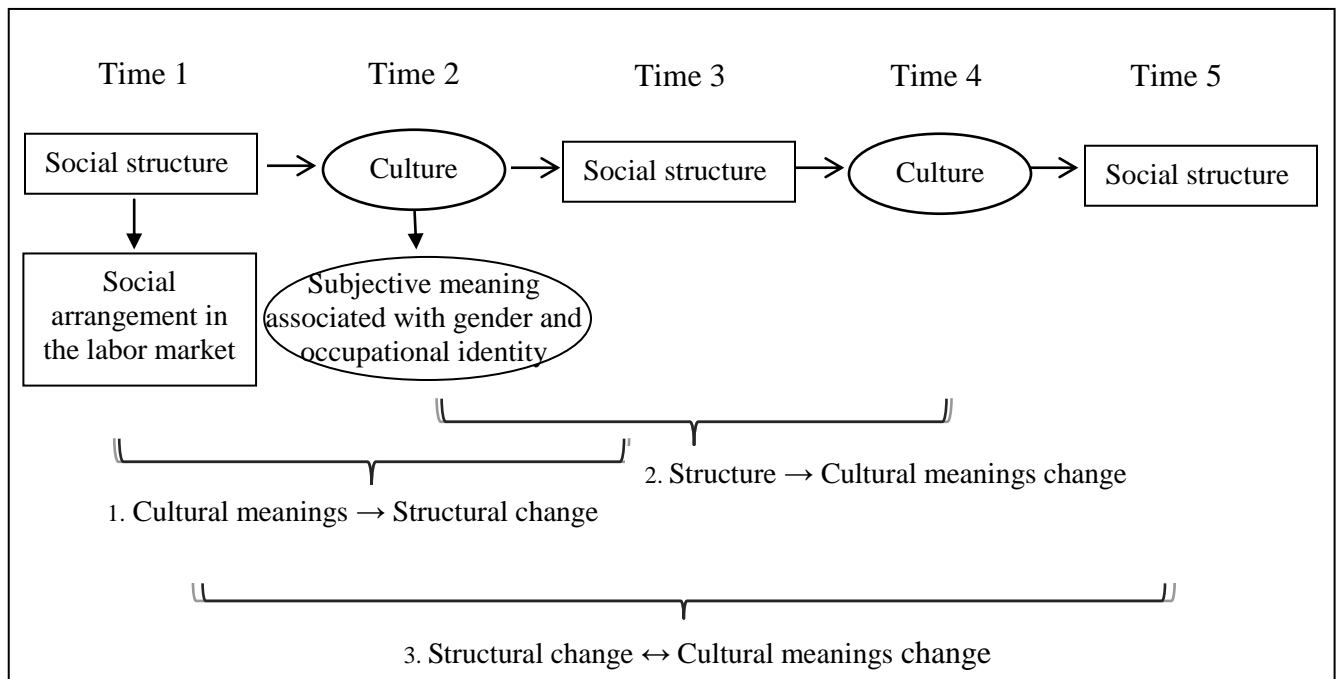 Time 1 Time 2 Time 3 Time 4 Time 5
Social structure Culture Social structure Culture Social structure
Social
arrangement in
the labor market
Subjective meaning
associated with gender and
occupational identity
2. Structure → Cultural meanings change
1. Cultural meanings → Structural change
3. Structural change ↔ Cultural meanings change